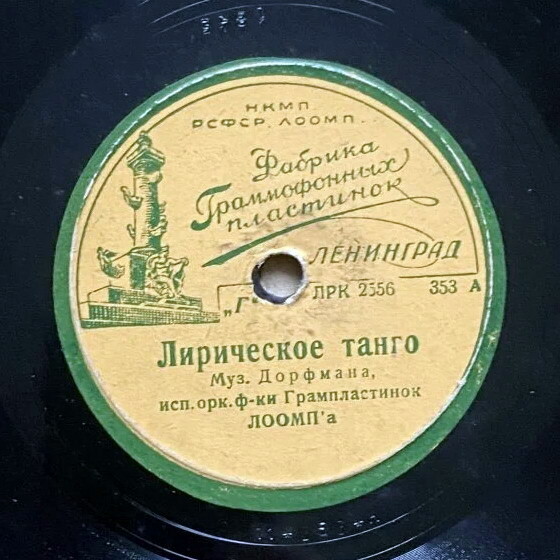 НКМП
РСФСР. ЛООМП.
Фабрика
Граммофонных
пластинок
ЛЕНИНГРАД
„Г“ ЛРК 2556 353 А
Лирическое танго
Муз. Дорфмана,
исп. орк. ф-ки Грампластинок
ЛООМП'а